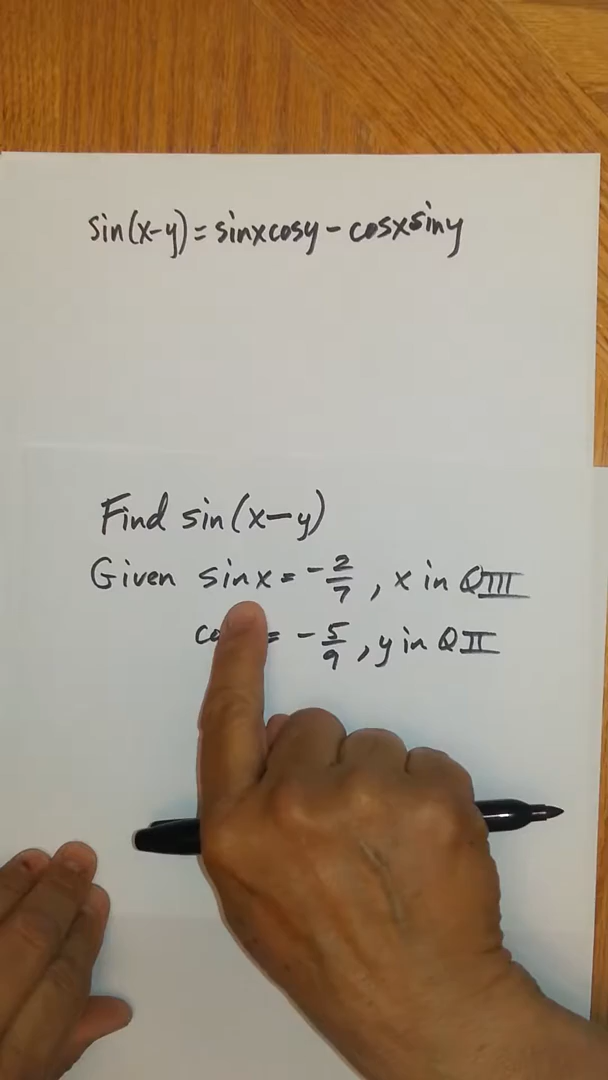 sin(x-y) = sinxcosy - cosxsiny
Find sin(x-y)
Given sinx = -2/7, x in QIII
= -5/9, y in QII